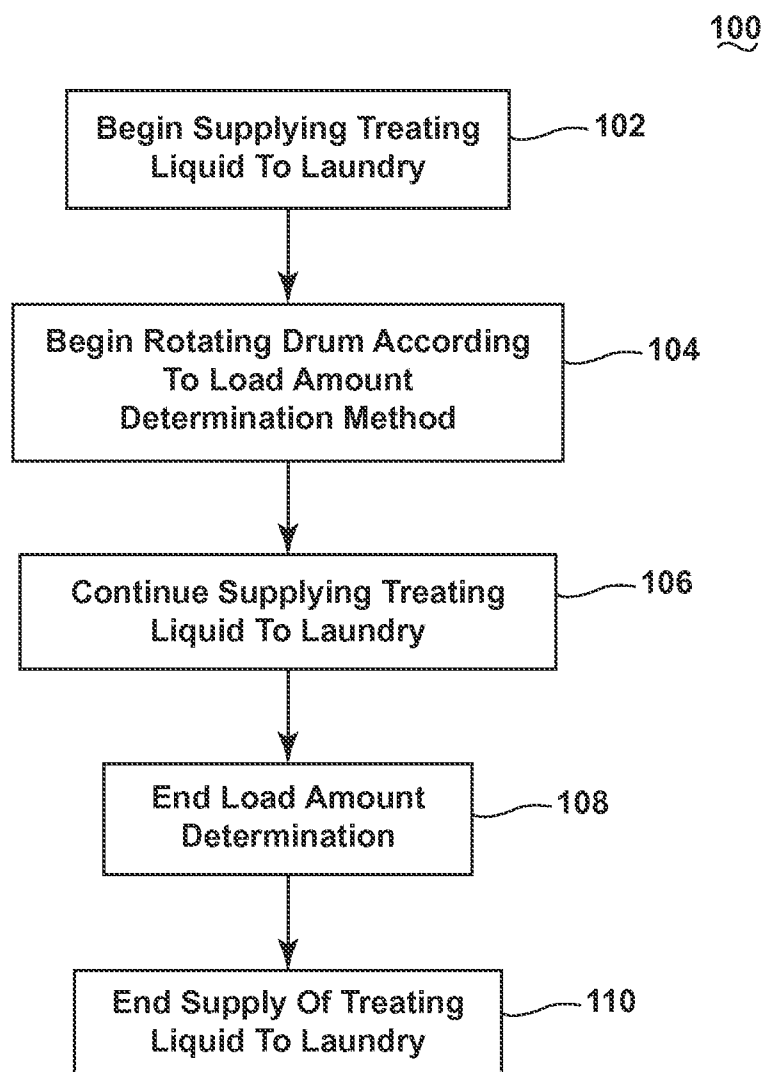 100
Begin Supplying Treating
Liquid To Laundry
102
Begin Rotating Drum According
To Load Amount
Determination Method
104
Continue Supplying Treating
Liquid To Laundry
106
End Load Amount
Determination
108
End Supply Of Treating
Liquid To Laundry
110